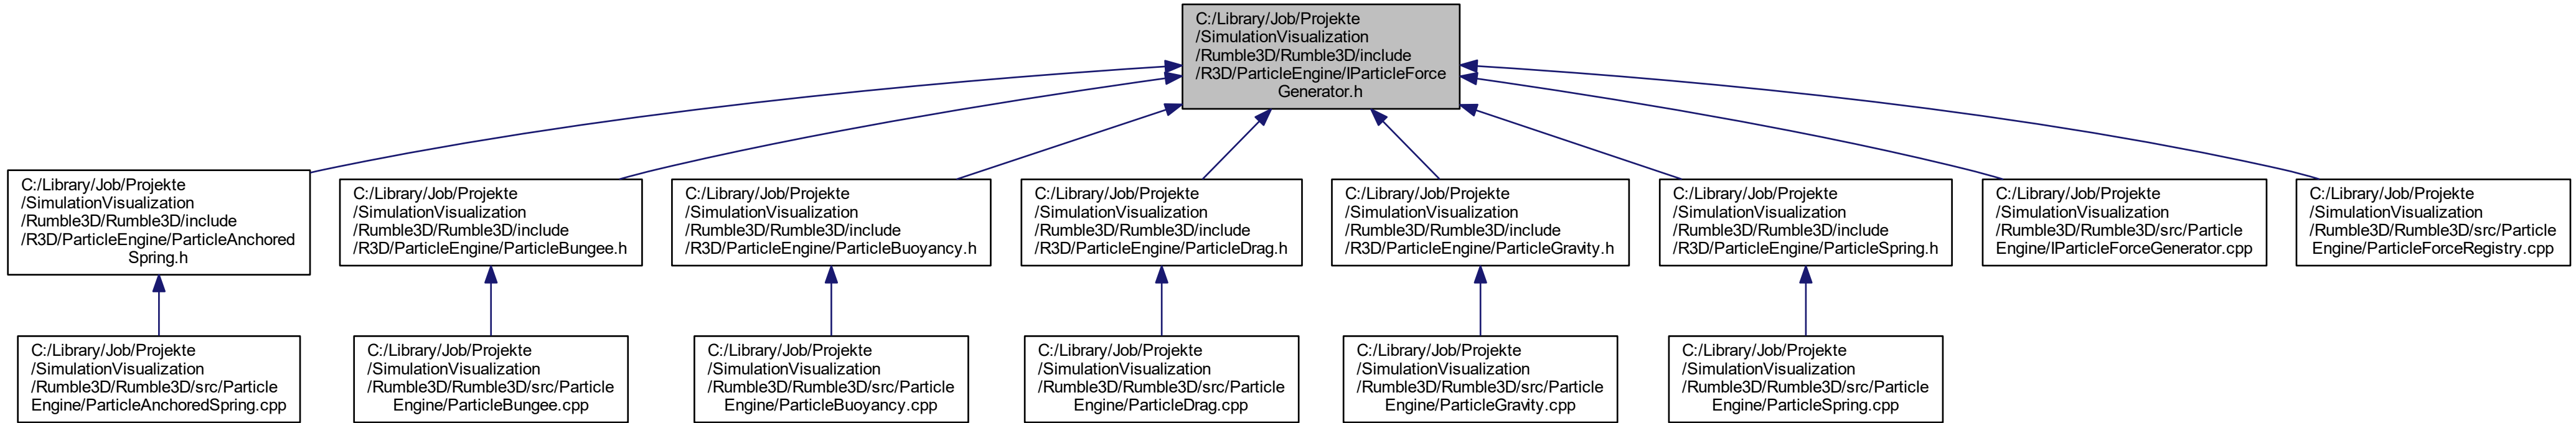 C:/Library/Job/Projekte
/SimulationVisualization
/Rumble3D/Rumble3D/include
/R3D/ParticleEngine/IParticleForce
Generator.h
C:/Library/Job/Projekte
/SimulationVisualization
/Rumble3D/Rumble3D/include
/R3D/ParticleEngine/ParticleAnchored
Spring.h
C:/Library/Job/Projekte
/SimulationVisualization
/Rumble3D/Rumble3D/include
/R3D/ParticleEngine/ParticleBungee.h
C:/Library/Job/Projekte
/SimulationVisualization
/Rumble3D/Rumble3D/include
/R3D/ParticleEngine/ParticleBuoyancy.h
C:/Library/Job/Projekte
/SimulationVisualization
/Rumble3D/Rumble3D/include
/R3D/ParticleEngine/ParticleDrag.h
C:/Library/Job/Projekte
/SimulationVisualization
/Rumble3D/Rumble3D/include
/R3D/ParticleEngine/ParticleGravity.h
C:/Library/Job/Projekte
/SimulationVisualization
/Rumble3D/Rumble3D/include
/R3D/ParticleEngine/ParticleSpring.h
C:/Library/Job/Projekte
/SimulationVisualization
/Rumble3D/Rumble3D/src/Particle
Engine/IParticleForceGenerator.cpp
C:/Library/Job/Projekte
/SimulationVisualization
/Rumble3D/Rumble3D/src/Particle
Engine/ParticleForceRegistry.cpp
C:/Library/Job/Projekte
/SimulationVisualization
/Rumble3D/Rumble3D/src/Particle
Engine/ParticleAnchoredSpring.cpp
C:/Library/Job/Projekte
/SimulationVisualization
/Rumble3D/Rumble3D/src/Particle
Engine/ParticleBungee.cpp
C:/Library/Job/Projekte
/SimulationVisualization
/Rumble3D/Rumble3D/src/Particle
Engine/ParticleBuoyancy.cpp
C:/Library/Job/Projekte
/SimulationVisualization
/Rumble3D/Rumble3D/src/Particle
Engine/ParticleDrag.cpp
C:/Library/Job/Projekte
/SimulationVisualization
/Rumble3D/Rumble3D/src/Particle
Engine/ParticleGravity.cpp
C:/Library/Job/Projekte
/SimulationVisualization
/Rumble3D/Rumble3D/src/Particle
Engine/ParticleSpring.cpp